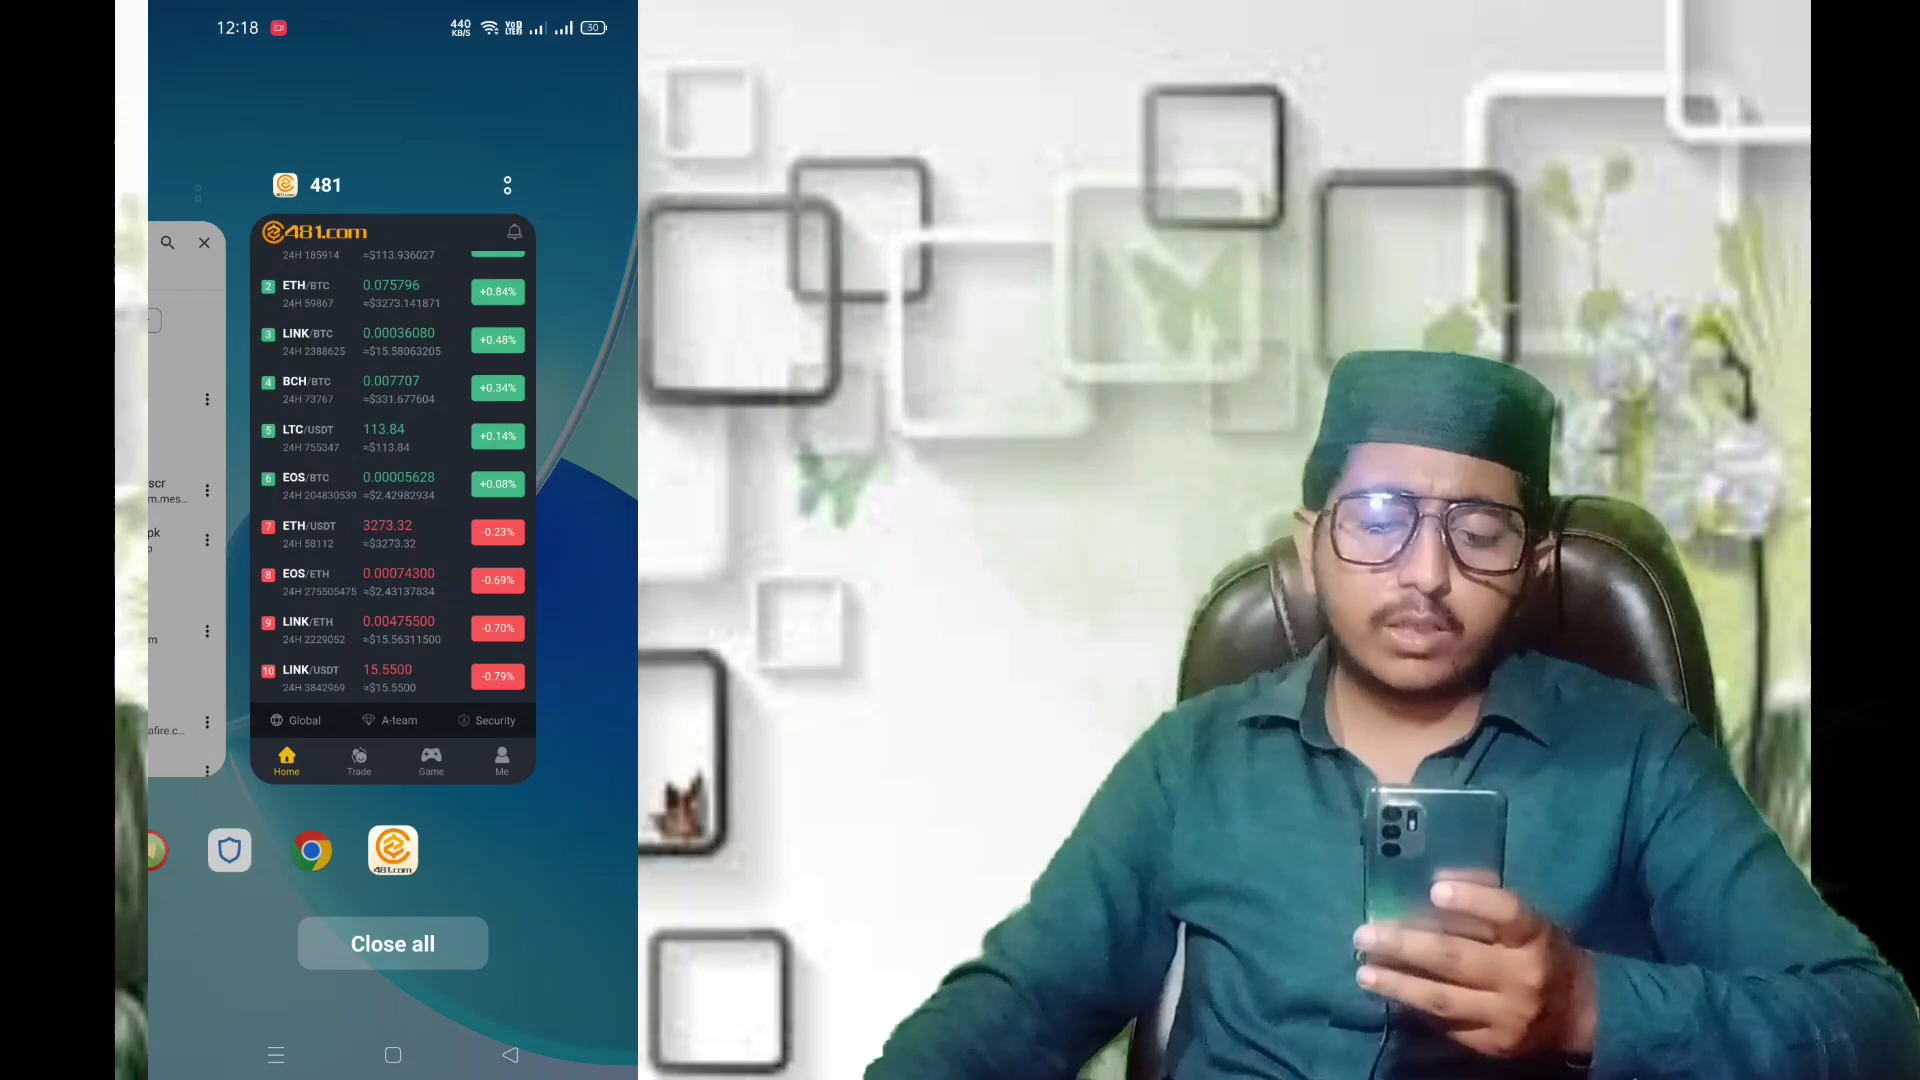 12:18
440
KB/S
VoD
LTE2
30
481
481.com
24H 185914 ≈$113.936027
2 ETH/BTC 0.075796 +0.84%
24H 59867 ≈$3273.141871
3 LINK/BTC 0.00036080 +0.48%
24H 2388625 ≈$15.58063205
4 BCH/BTC 0.007707 +0.34%
24H 73767 ≈$331.677604
5 LTC/USDT 113.84 +0.14%
24H 755347 ≈$113.84
6 EOS/BTC 0.00005628 +0.08%
24H 204830539 ≈$2.42982934
7 ETH/USDT 3273.32 -0.23%
24H 58112 ≈$3273.32
8 EOS/ETH 0.00074300 -0.69%
24H 275505475 ≈$2.43137834
9 LINK/ETH 0.00475500 -0.70%
24H 2229052 ≈$15.56311500
10 LINK/USDT 15.5500 -0.79%
24H 3842969 ≈$15.5500
Global A-team Security
Home Trade Game Me
scr
m.mes...
pk
p
m
afire.c...
481.com
Close all